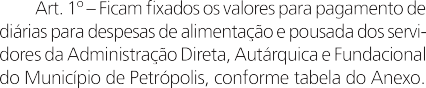 Art. 1º – Ficam fixados os valores para pagamento de
diárias para despesas de alimentação e pousada dos servi-
dores da Administração Direta, Autárquica e Fundacional
do Município de Petrópolis, conforme tabela do Anexo.